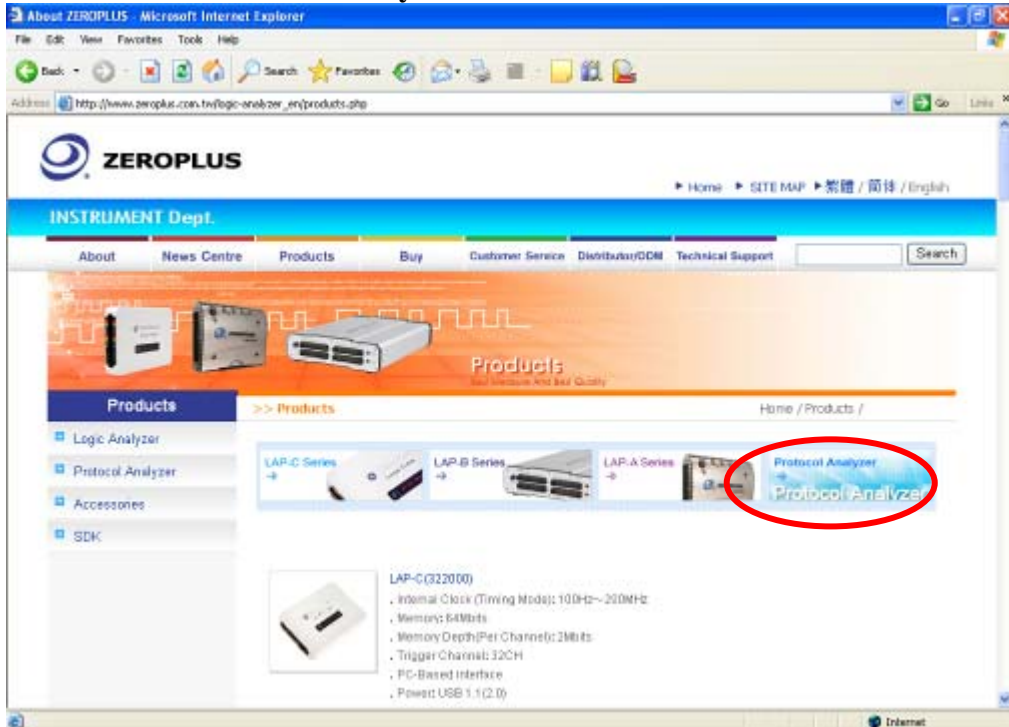 About ZEROPLUS - Microsoft Internet Explorer
File Edit View Favorites Tools Help
Back Search Favorites
Address http://www.zeroplus.com.tw/logic-analyzer_en/products.php Go Links
ZEROPLUS
Home SITE MAP 繁體 / 简体 / English
INSTRUMENT Dept.
About News Centre Products Buy Customer Service Distributor/ODM Technical Support Search
Products
Products >> Products Home / Products /
Logic Analyzer
Protocol Analyzer
Accessories
SDK
LAP-C Series LAP-B Series LAP-A Series Protocol Analyzer
Protocol Analyzer
LAP-C(322000)
. Internal Clock (Timing Mode): 100Hz~200MHz
. Memory: 64Mbits
. Memory Depth(Per Channel): 2Mbits
. Trigger Channel: 32CH
. PC-Based Interface
. Power: USB 1.1(2.0)
Internet